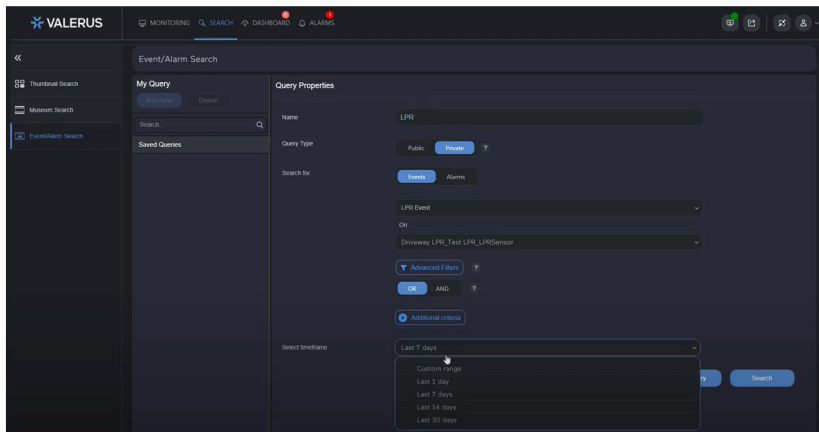 VALERUS
MONITORING SEARCH DASHBOARD ALARMS
Event/Alarm Search
Thumbnail Search
Museum Search
Event/Alarm Search
My Query
Add New Delete
Search...
Saved Queries
Query Properties
Name LPR
Query Type Public Private ?
Search for Events Alarms
LPR Event
On
Driveway LPR_Test LPR_LPRSensor
Advanced Filters ?
OR AND ?
Additional criteria
Select timeframe Last 7 days
Custom range
Last 1 day
Last 7 days
Last 14 days
Last 30 days
Search